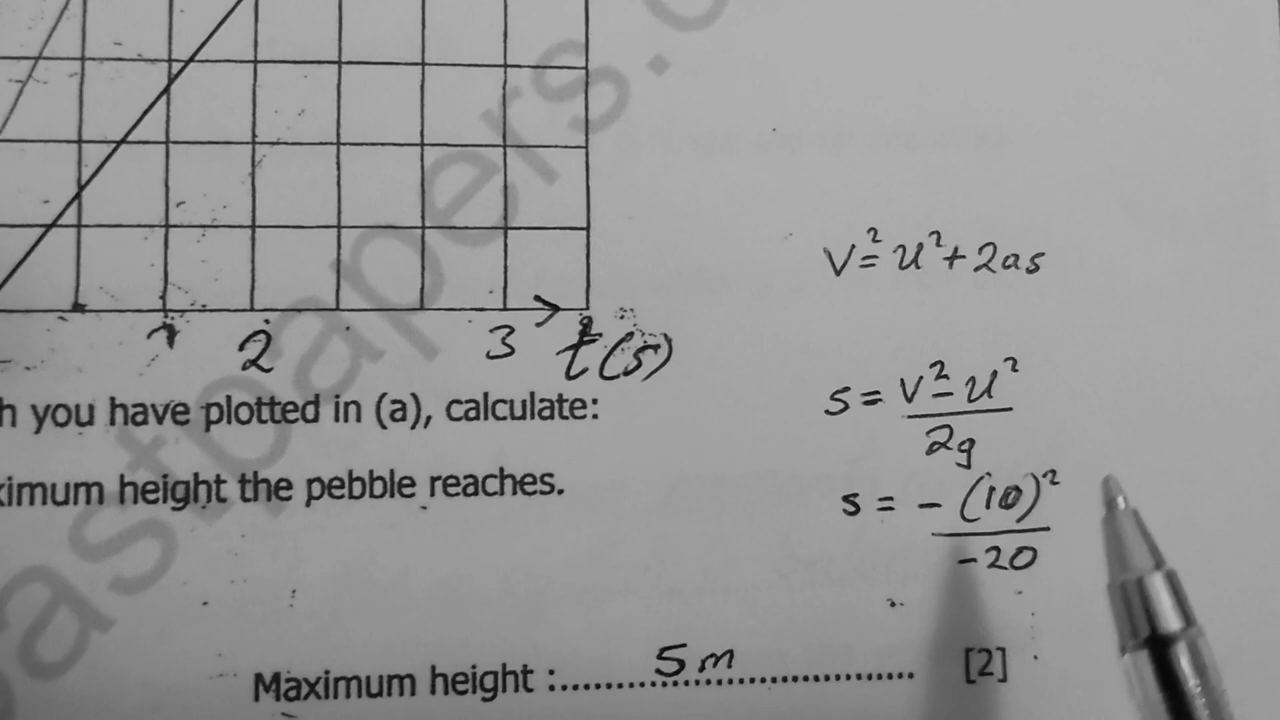 2 3 t(s)
h you have plotted in (a), calculate:
ximum height the pebble reaches.
v²=u²+2as
s = v²-u²
2g
s = -(10)²
-20
Maximum height :..........5m.................. [2]
astpapers.